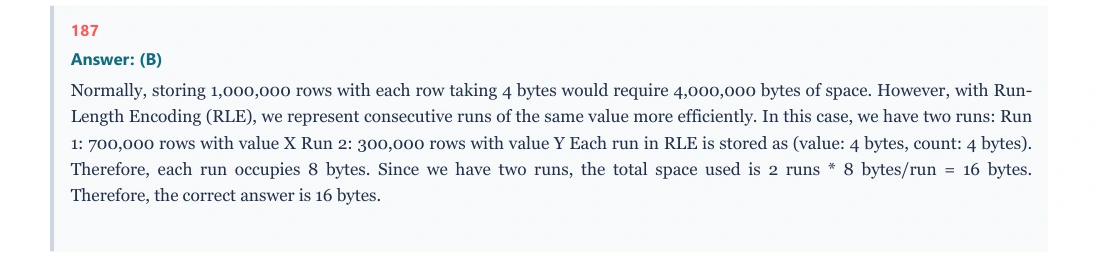 187
Answer: (B)
Normally, storing 1,000,000 rows with each row taking 4 bytes would require 4,000,000 bytes of space. However, with Run-
Length Encoding (RLE), we represent consecutive runs of the same value more efficiently. In this case, we have two runs: Run
1: 700,000 rows with value X Run 2: 300,000 rows with value Y Each run in RLE is stored as (value: 4 bytes, count: 4 bytes).
Therefore, each run occupies 8 bytes. Since we have two runs, the total space used is 2 runs * 8 bytes/run = 16 bytes.
Therefore, the correct answer is 16 bytes.